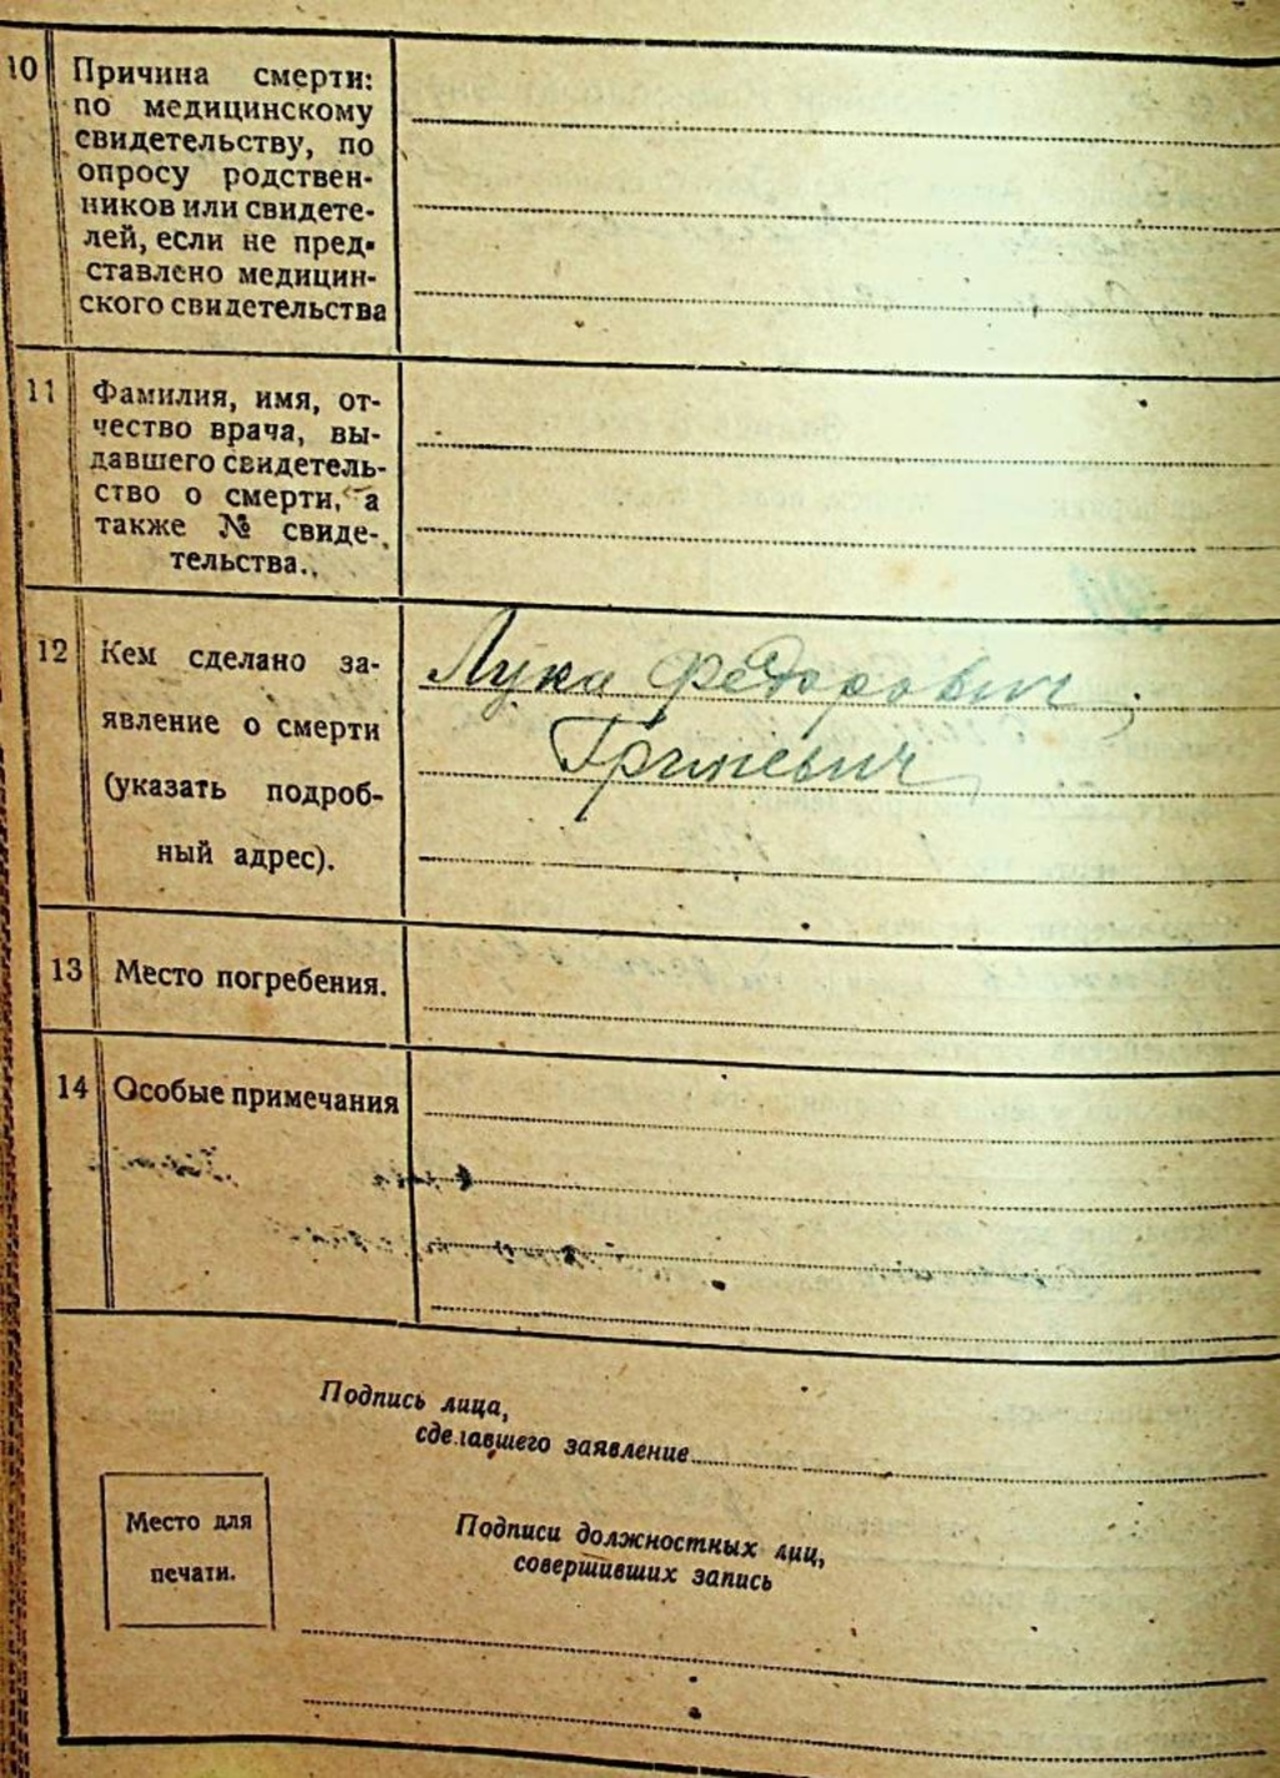 10 Причина смерти:
по медицинскому
свидетельству, по
опросу родствен-
ников или свидете-
лей, если не пред-
ставлено медицин-
ского свидетельства
11 Фамилия, имя, от-
чество врача, вы-
давшего свидетель-
ство о смерти, а
также № свиде-
тельства.
12 Кем сделано за-
явление о смерти
(указать подроб-
ный адрес).
Лука Федорович
Гриневич
13 Место погребения.
14 Особые примечания
Подпись лица,
сделавшего заявление
Место для
печати.
Подписи должностных лиц,
совершивших запись